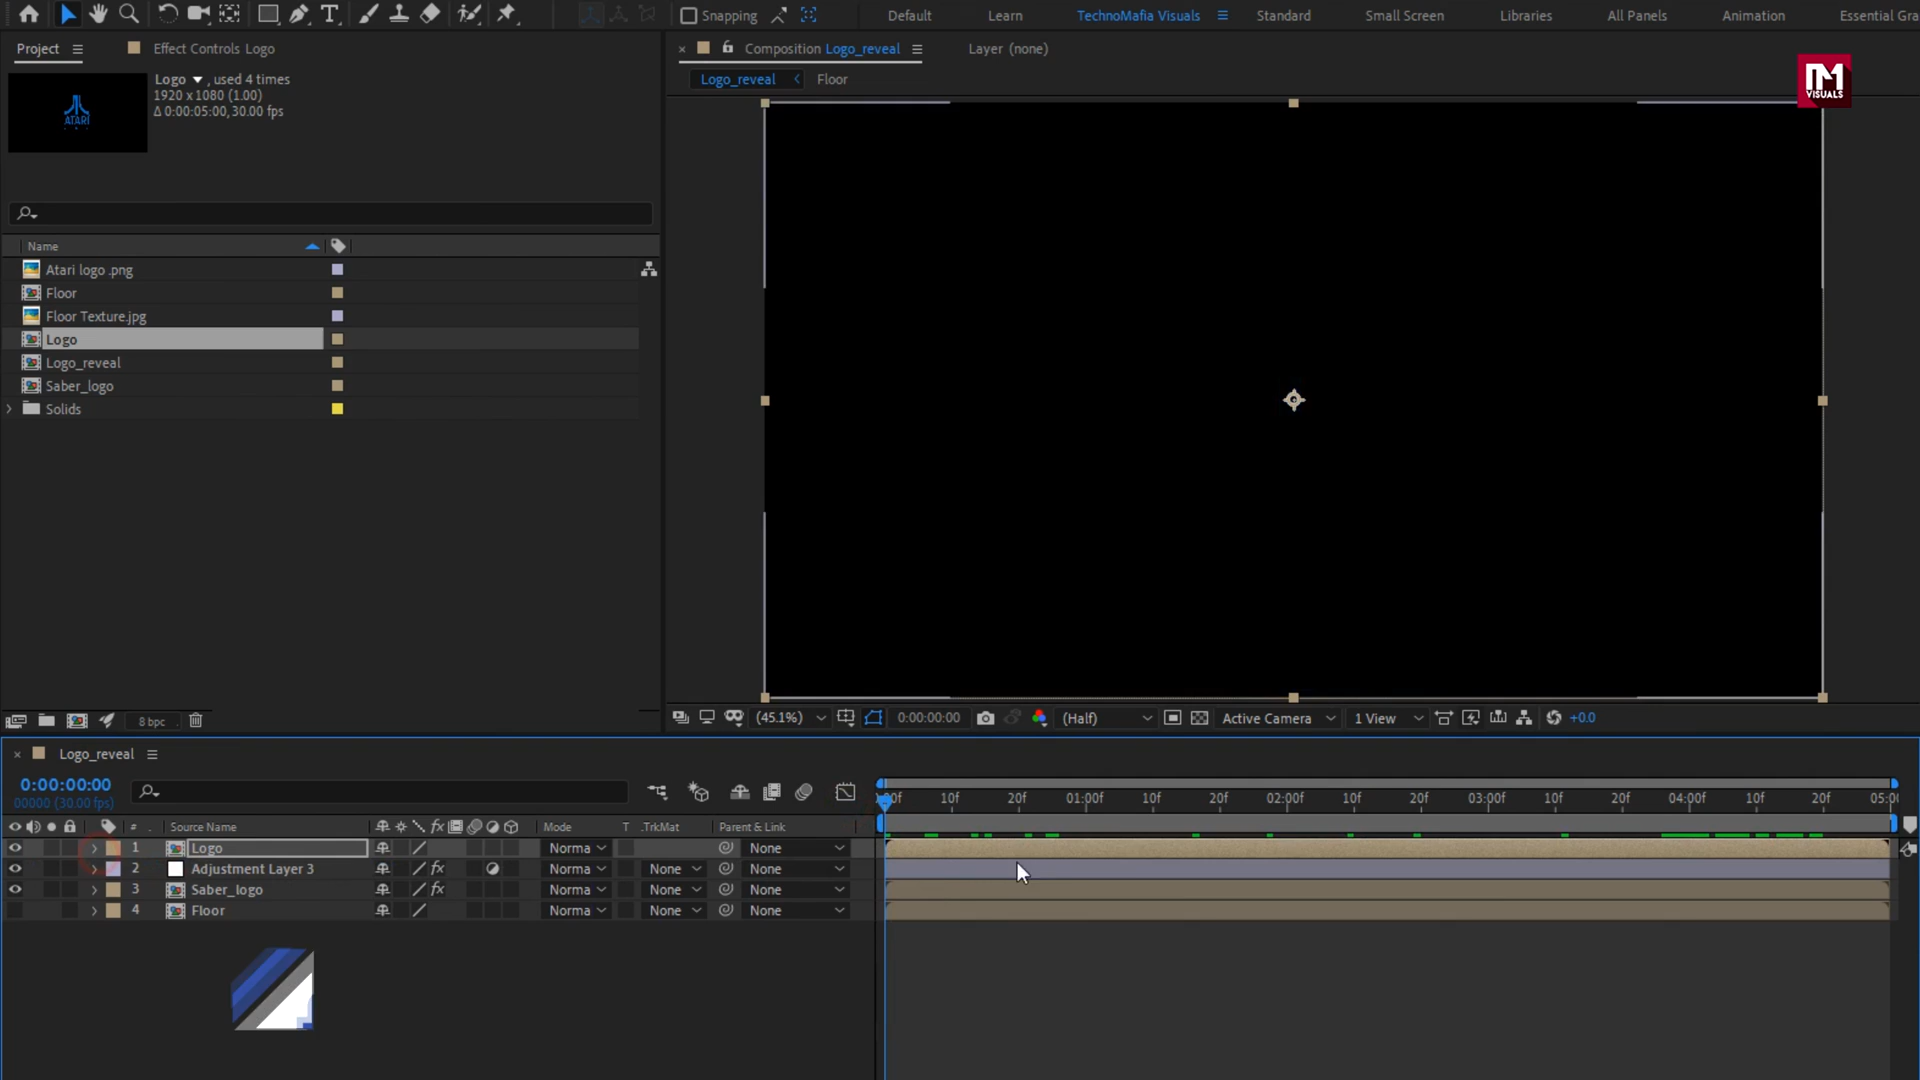 Snapping
Default
Learn
TechnoMafia Visuals
Standard
Small Screen
Libraries
All Panels
Animation
Essential Gra
Project
Effect Controls Logo
Composition Logo_reveal
Layer (none)
Logo , used 4 times
1920 x 1080 (1.00)
Δ 0:00:05:00, 30.00 fps
ATARI
Logo_reveal
Floor
VISUALS
Name
Atari logo .png
Floor
Floor Texture.jpg
Logo
Logo_reveal
Saber_logo
Solids
8 bpc
(45.1%)
0:00:00:00
(Half)
Active Camera
1 View
+0.0
Logo_reveal
0:00:00:00
00000 (30.00 fps)
:00f 10f 20f 01:00f 10f 20f 02:00f 10f 20f 03:00f 10f 20f 04:00f 10f 20f 05:00
# Source Name Mode T .TrkMat Parent & Link
1 Logo Norma None
2 Adjustment Layer 3 Norma None None
3 Saber_logo Norma None None
4 Floor Norma None None